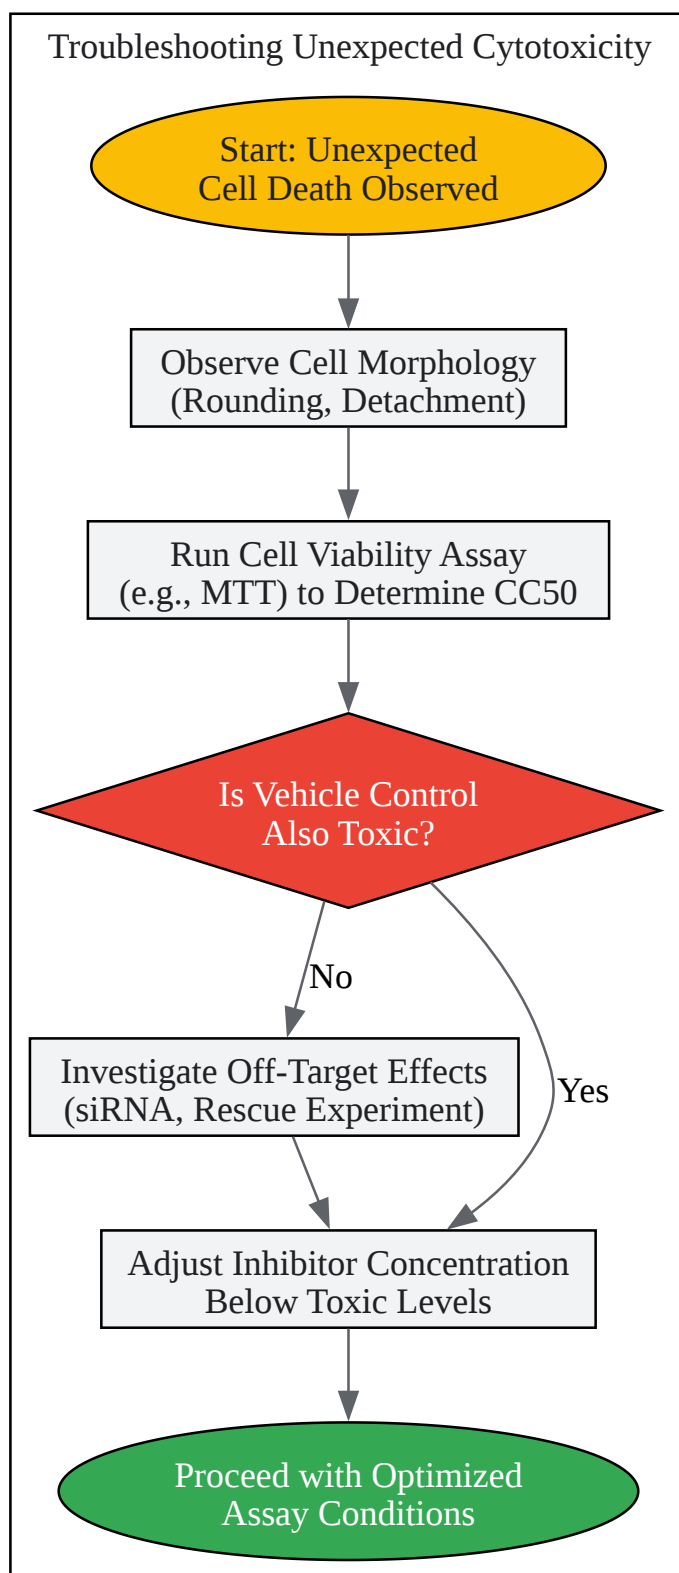 Troubleshooting Unexpected Cytotoxicity
Start: Unexpected
Cell Death Observed
Observe Cell Morphology
(Rounding, Detachment)
Run Cell Viability Assay
(e.g., MTT) to Determine CC50
Is Vehicle Control
Also Toxic?
No
Investigate Off-Target Effects
(siRNA, Rescue Experiment)
Yes
Adjust Inhibitor Concentration
Below Toxic Levels
Proceed with Optimized
Assay Conditions